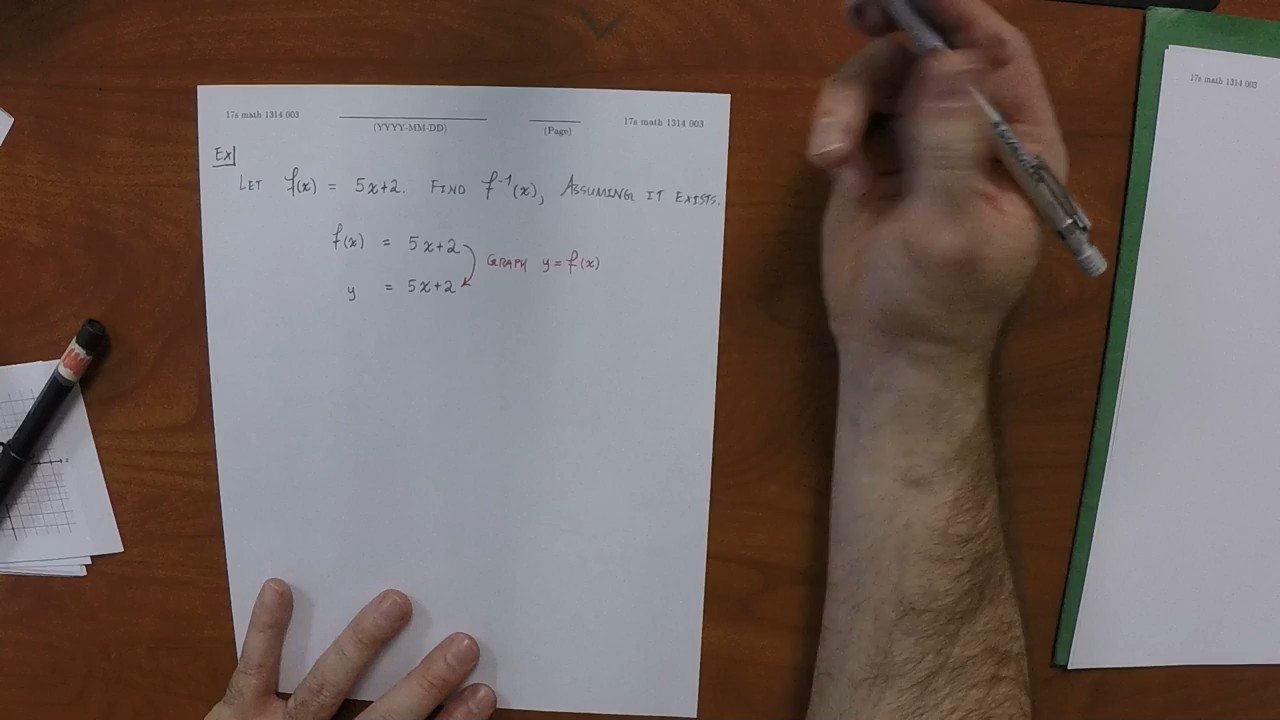 17s math 1314 003
(YYYY-MM-DD)
(Page)
17s math 1314 003
Ex
LET f(x) = 5x+2. FIND f⁻¹(x), ASSUMING IT EXISTS.
f(x) = 5x+2
GRAPH y = f(x)
y = 5x+2
17s math 1314 003